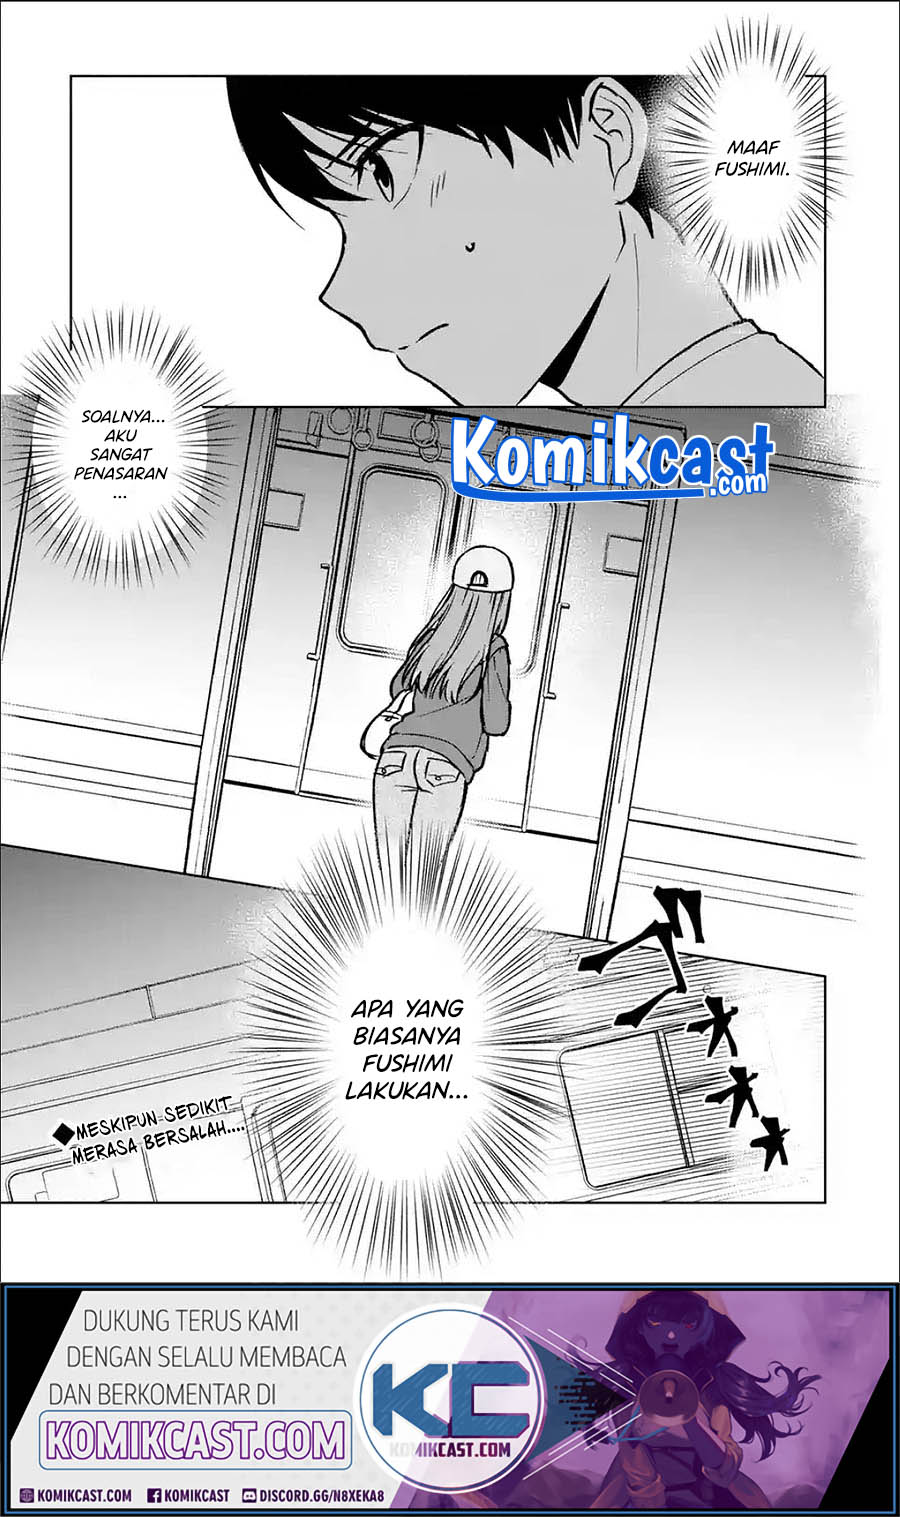 MAAF
FUSHIMI.
SOALNYA...
AKU
SANGAT
PENASARAN
...
Komikcast
.com
APA YANG
BIASANYA
FUSHIMI
LAKUKAN...
◆MESKIPUN SEDIKIT
MERASA BERSALAH....
DUKUNG TERUS KAMI
DENGAN SELALU MEMBACA
DAN BERKOMENTAR DI
KOMIKCAST.COM
KC
KOMIKCAST.COM
KOMIKCAST.COM
KOMIKCAST
DISCORD.GG/N8XEKA8